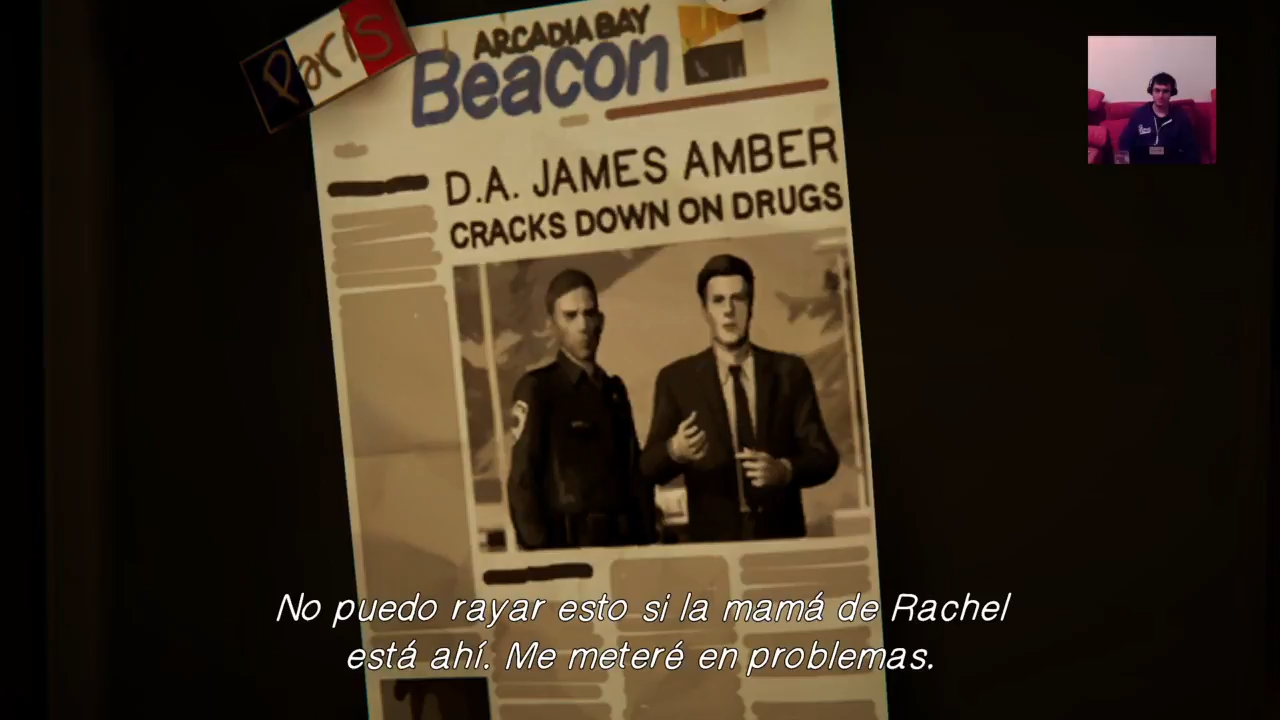 Paris
ARCADIA BAY
Beacon
D.A. JAMES AMBER
CRACKS DOWN ON DRUGS
No puedo rayar esto si la mamá de Rachel
está ahí. Me meteré en problemas.